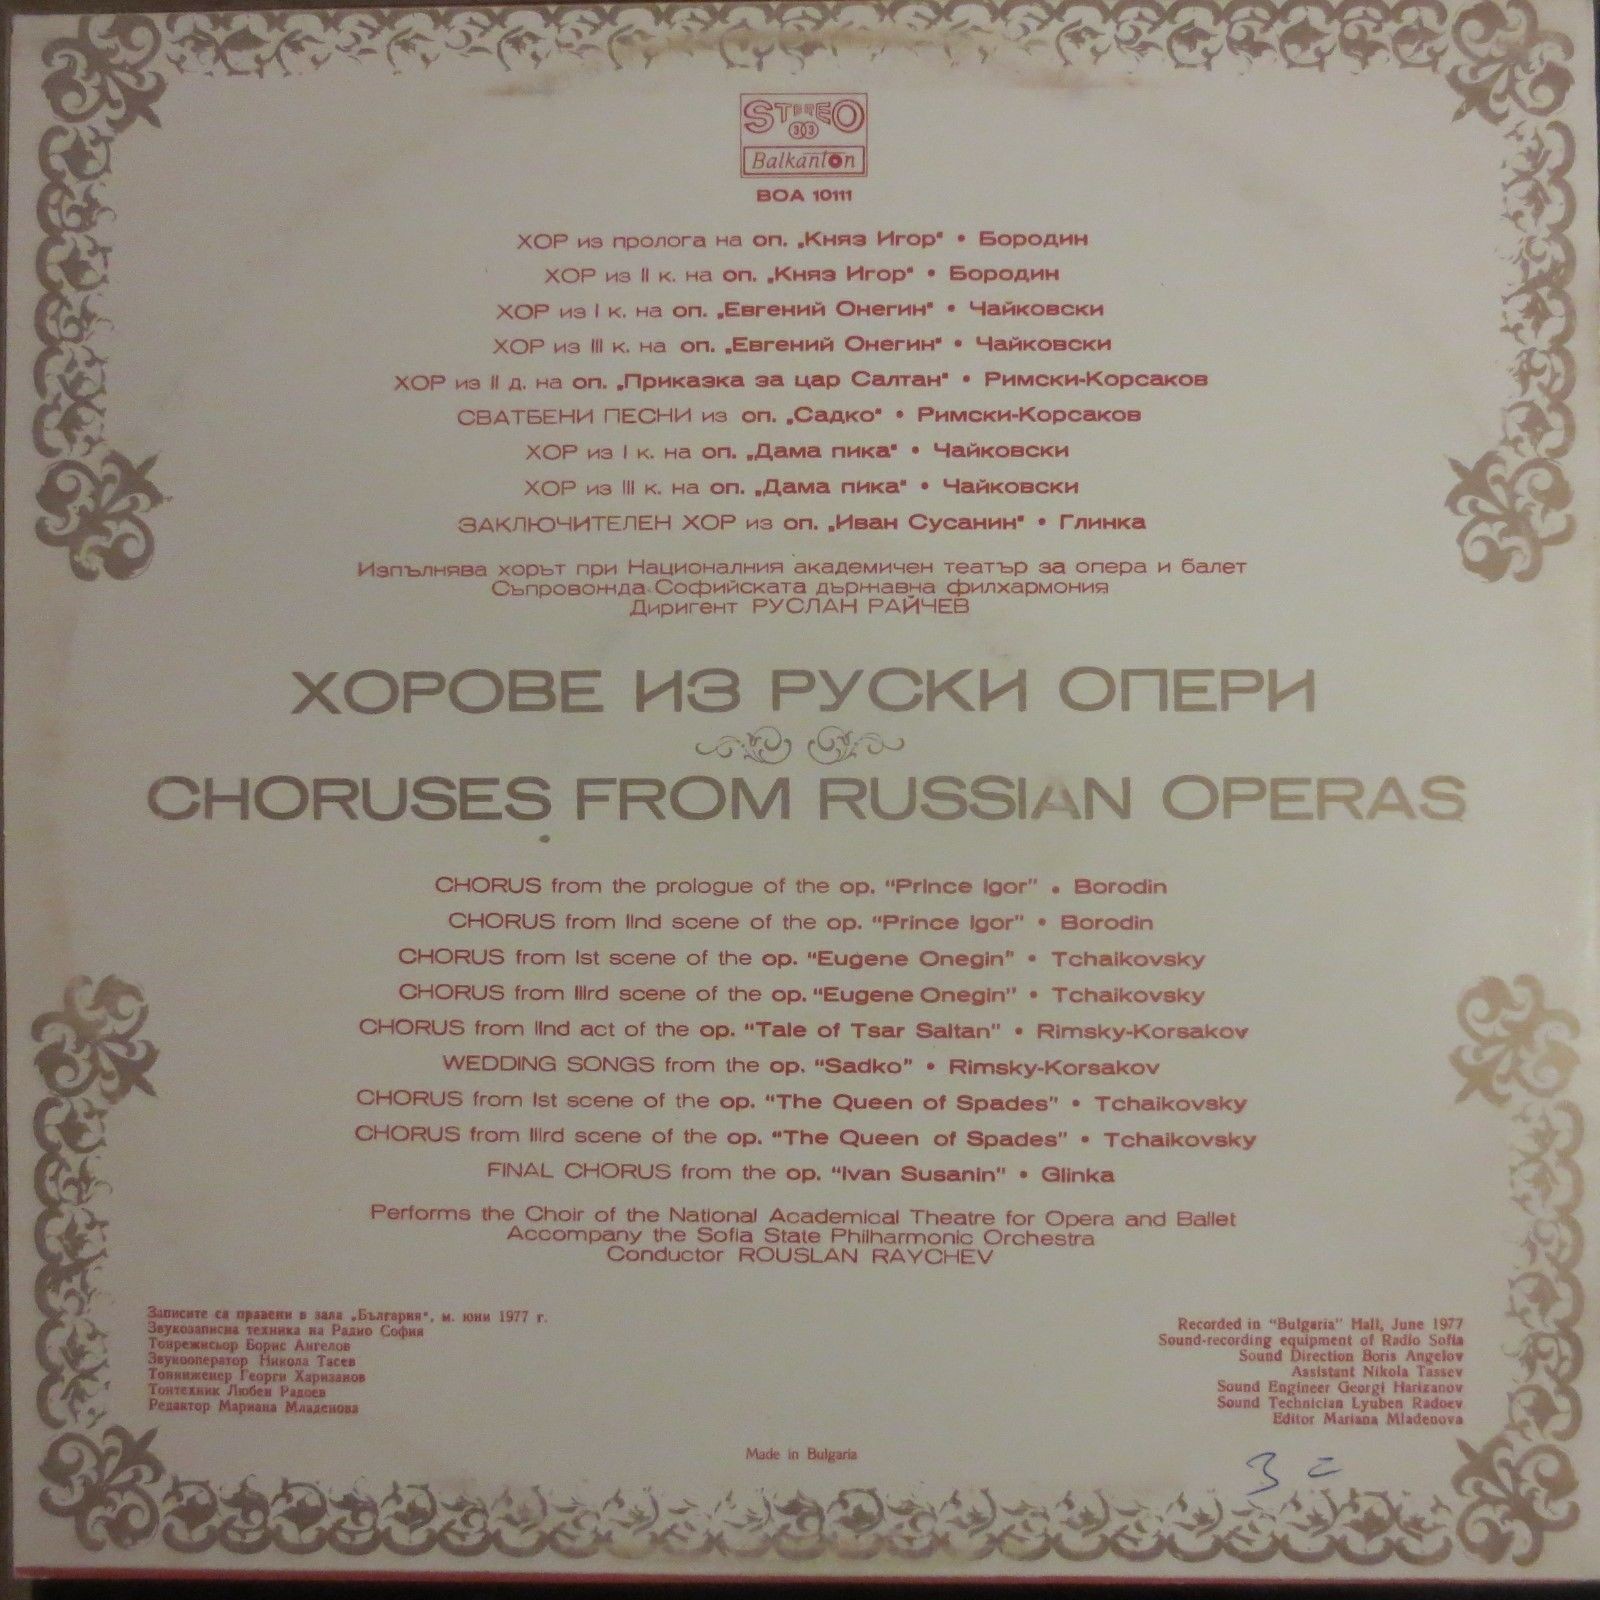 STEREO
33
Balkanton
BOA 10111
ХОР из пролога на оп. „Княз Игор" • Бородин
ХОР из II к. на оп. „Княз Игор" • Бородин
ХОР из I к. на оп. „Евгений Онегин" • Чайковски
ХОР из III к. на оп. „Евгений Онегин" • Чайковски
ХОР из II д. на оп. „Приказка за цар Салтан" • Римски-Корсаков
СВАТБЕНИ ПЕСНИ из оп. „Садко" • Римски-Корсаков
ХОР из I к. на оп. „Дама пика" • Чайковски
ХОР из III к. на оп. „Дама пика" • Чайковски
ЗАКЛЮЧИТЕЛЕН ХОР из оп. „Иван Сусанин" • Глинка
Изпълнява хорът при Националния академичен театър за опера и балет
Съпровожда Софийската държавна филхармония
Диригент РУСЛАН РАЙЧЕВ
ХОРОВЕ ИЗ РУСКИ ОПЕРИ
CHORUSES FROM RUSSIAN OPERAS
CHORUS from the prologue of the op. "Prince Igor" • Borodin
CHORUS from IInd scene of the op. "Prince Igor" • Borodin
CHORUS from Ist scene of the op. "Eugene Onegin" • Tchaikovsky
CHORUS from IIIrd scene of the op. "Eugene Onegin" • Tchaikovsky
CHORUS from IInd act of the op. "Tale of Tsar Saltan" • Rimsky-Korsakov
WEDDING SONGS from the op. "Sadko" • Rimsky-Korsakov
CHORUS from Ist scene of the op. "The Queen of Spades" • Tchaikovsky
CHORUS from IIIrd scene of the op. "The Queen of Spades" • Tchaikovsky
FINAL CHORUS from the op. "Ivan Susanin" • Glinka
Performs the Choir of the National Academical Theatre for Opera and Ballet
Accompany the Sofia State Philharmonic Orchestra
Conductor ROUSLAN RAYCHEV
Записите са правени в зала „България", м. юни 1977 г.
Звукозаписна техника на Радио София
Тонрежисьор Борис Ангелов
Звукооператор Никола Тасев
Тонинженер Георги Харизанов
Тонтехник Любен Радоев
Редактор Мариана Младенова
Recorded in "Bulgaria" Hall, June 1977
Sound-recording equipment of Radio Sofia
Sound Direction Boris Angelov
Assistant Nikola Tassev
Sound Engineer Georgi Harizanov
Sound Technician Lyuben Radoev
Editor Mariana Mladenova
Made in Bulgaria